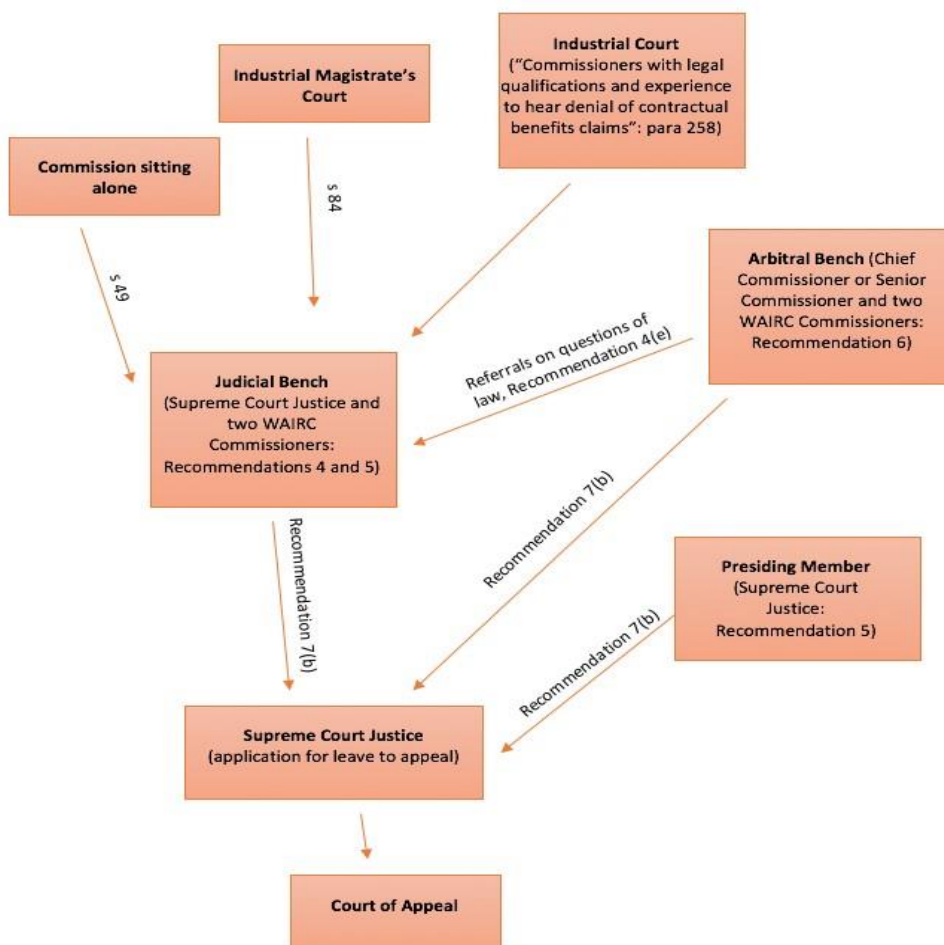 Industrial Court
(“Commissioners with legal
qualifications and experience
to hear denial of contractual
benefits claims”: para 258)
Industrial Magistrate’s
Court
Commission sitting
alone
s 49
s 84
Arbitral Bench (Chief
Commissioner or Senior
Commissioner and two
WAIRC Commissioners:
Recommendation 6)
Referrals on questions of
law, Recommendation 4(e)
Judicial Bench
(Supreme Court Justice and
two WAIRC
Commissioners:
Recommendations 4 and 5)
Recommendation 7(b)
Recommendation 7(b)
Presiding Member
(Supreme Court
Justice:
Recommendation 5)
Recommendation 7(b)
Supreme Court Justice
(application for leave to appeal)
Court of Appeal